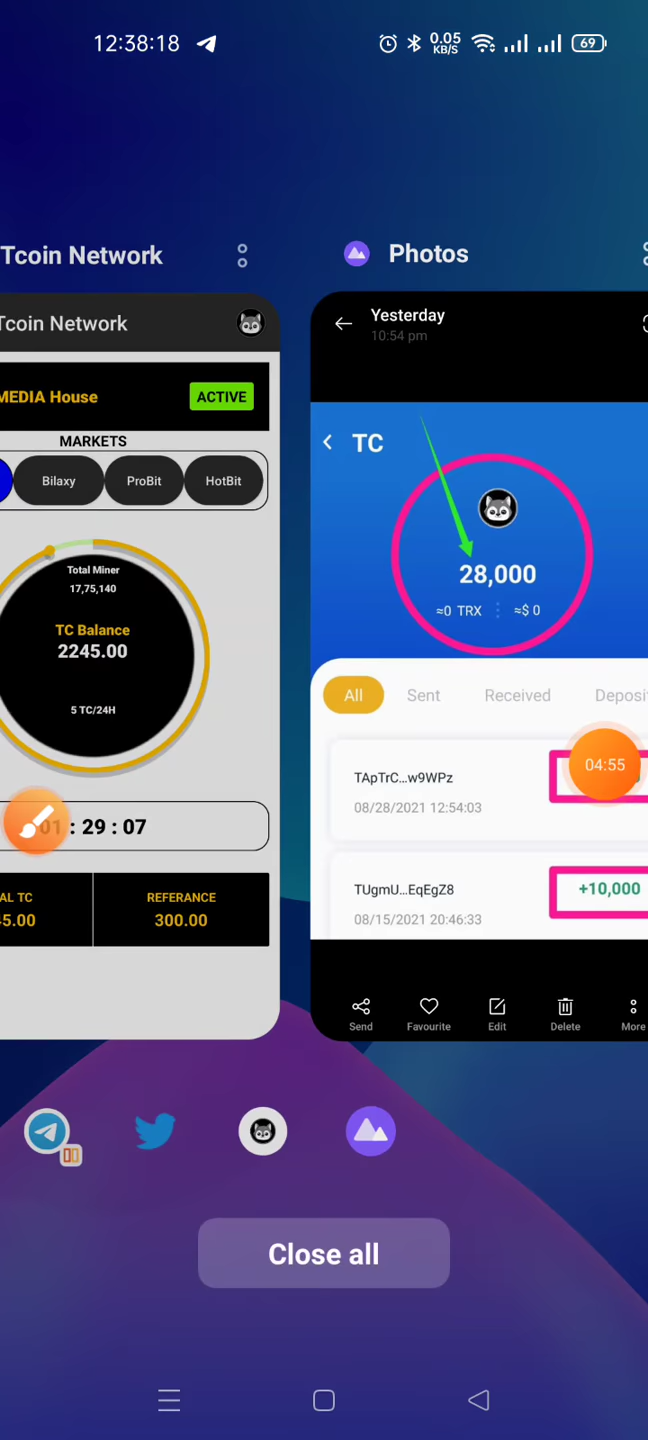 12:38:18
0.05
KB/S
69
Tcoin Network
Photos
Tcoin Network
MEDIA House
ACTIVE
MARKETS
Bilaxy
ProBit
HotBit
Total Miner
17,75,140
TC Balance
2245.00
5 TC/24H
01 : 29 : 07
REFERANCE
45.00
300.00
Yesterday
10:54 pm
TC
28,000
≈0 TRX
≈$ 0
All
Sent
Received
Deposit
TApTrC...w9WPz
08/28/2021 12:54:03
04:55
TUgmU...EqEgZ8
+10,000
08/15/2021 20:46:33
Send
Favourite
Edit
Delete
More
Close all